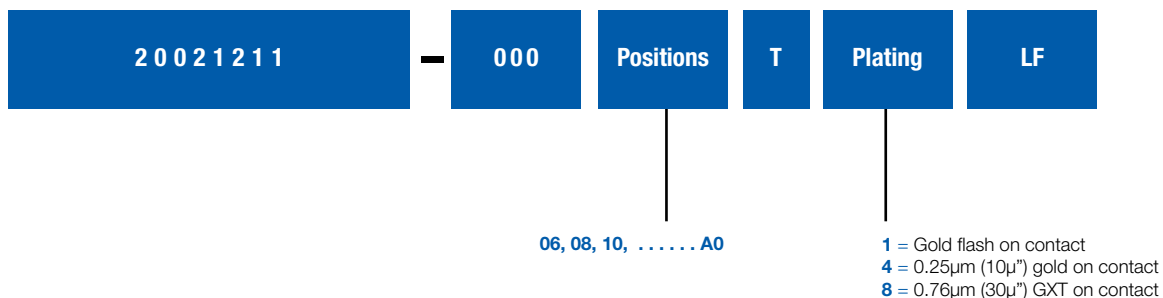 20021211 – 000 Positions T Plating LF
06, 08, 10, . . . . . . A0
1 = Gold flash on contact
4 = 0.25µm (10µ”) gold on contact
8 = 0.76µm (30µ”) GXT on contact